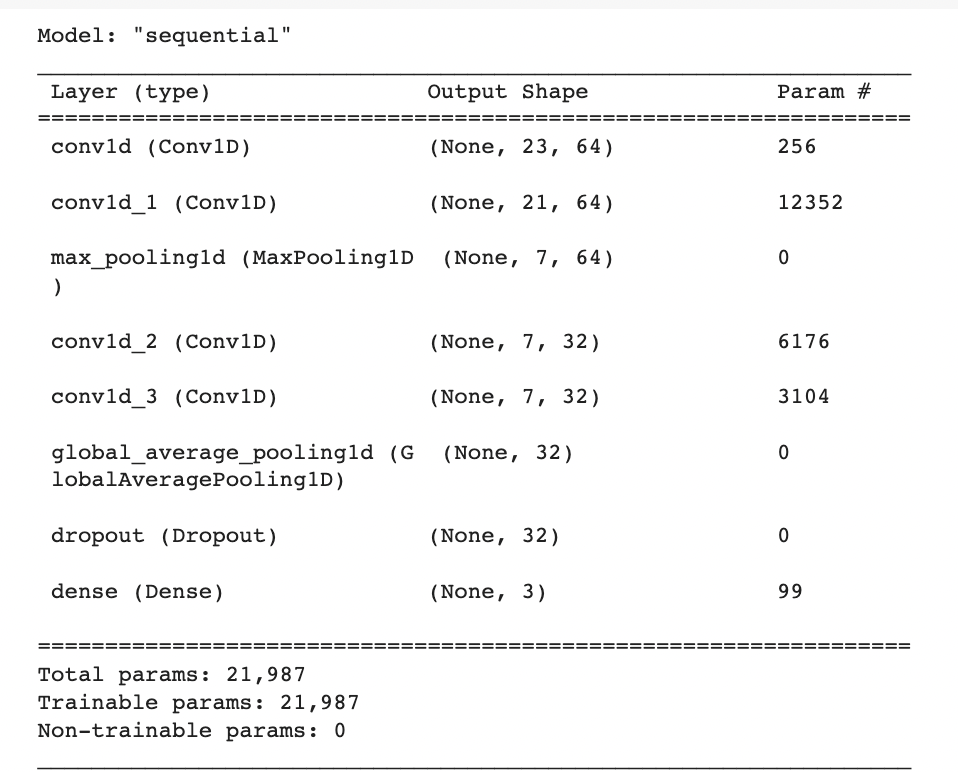 Model: "sequential"
Layer (type) Output Shape Param #
=================================================================
conv1d (Conv1D) (None, 23, 64) 256
conv1d_1 (Conv1D) (None, 21, 64) 12352
max_pooling1d (MaxPooling1D (None, 7, 64) 0
)
conv1d_2 (Conv1D) (None, 7, 32) 6176
conv1d_3 (Conv1D) (None, 7, 32) 3104
global_average_pooling1d (G (None, 32) 0
lobalAveragePooling1D)
dropout (Dropout) (None, 32) 0
dense (Dense) (None, 3) 99
=================================================================
Total params: 21,987
Trainable params: 21,987
Non-trainable params: 0